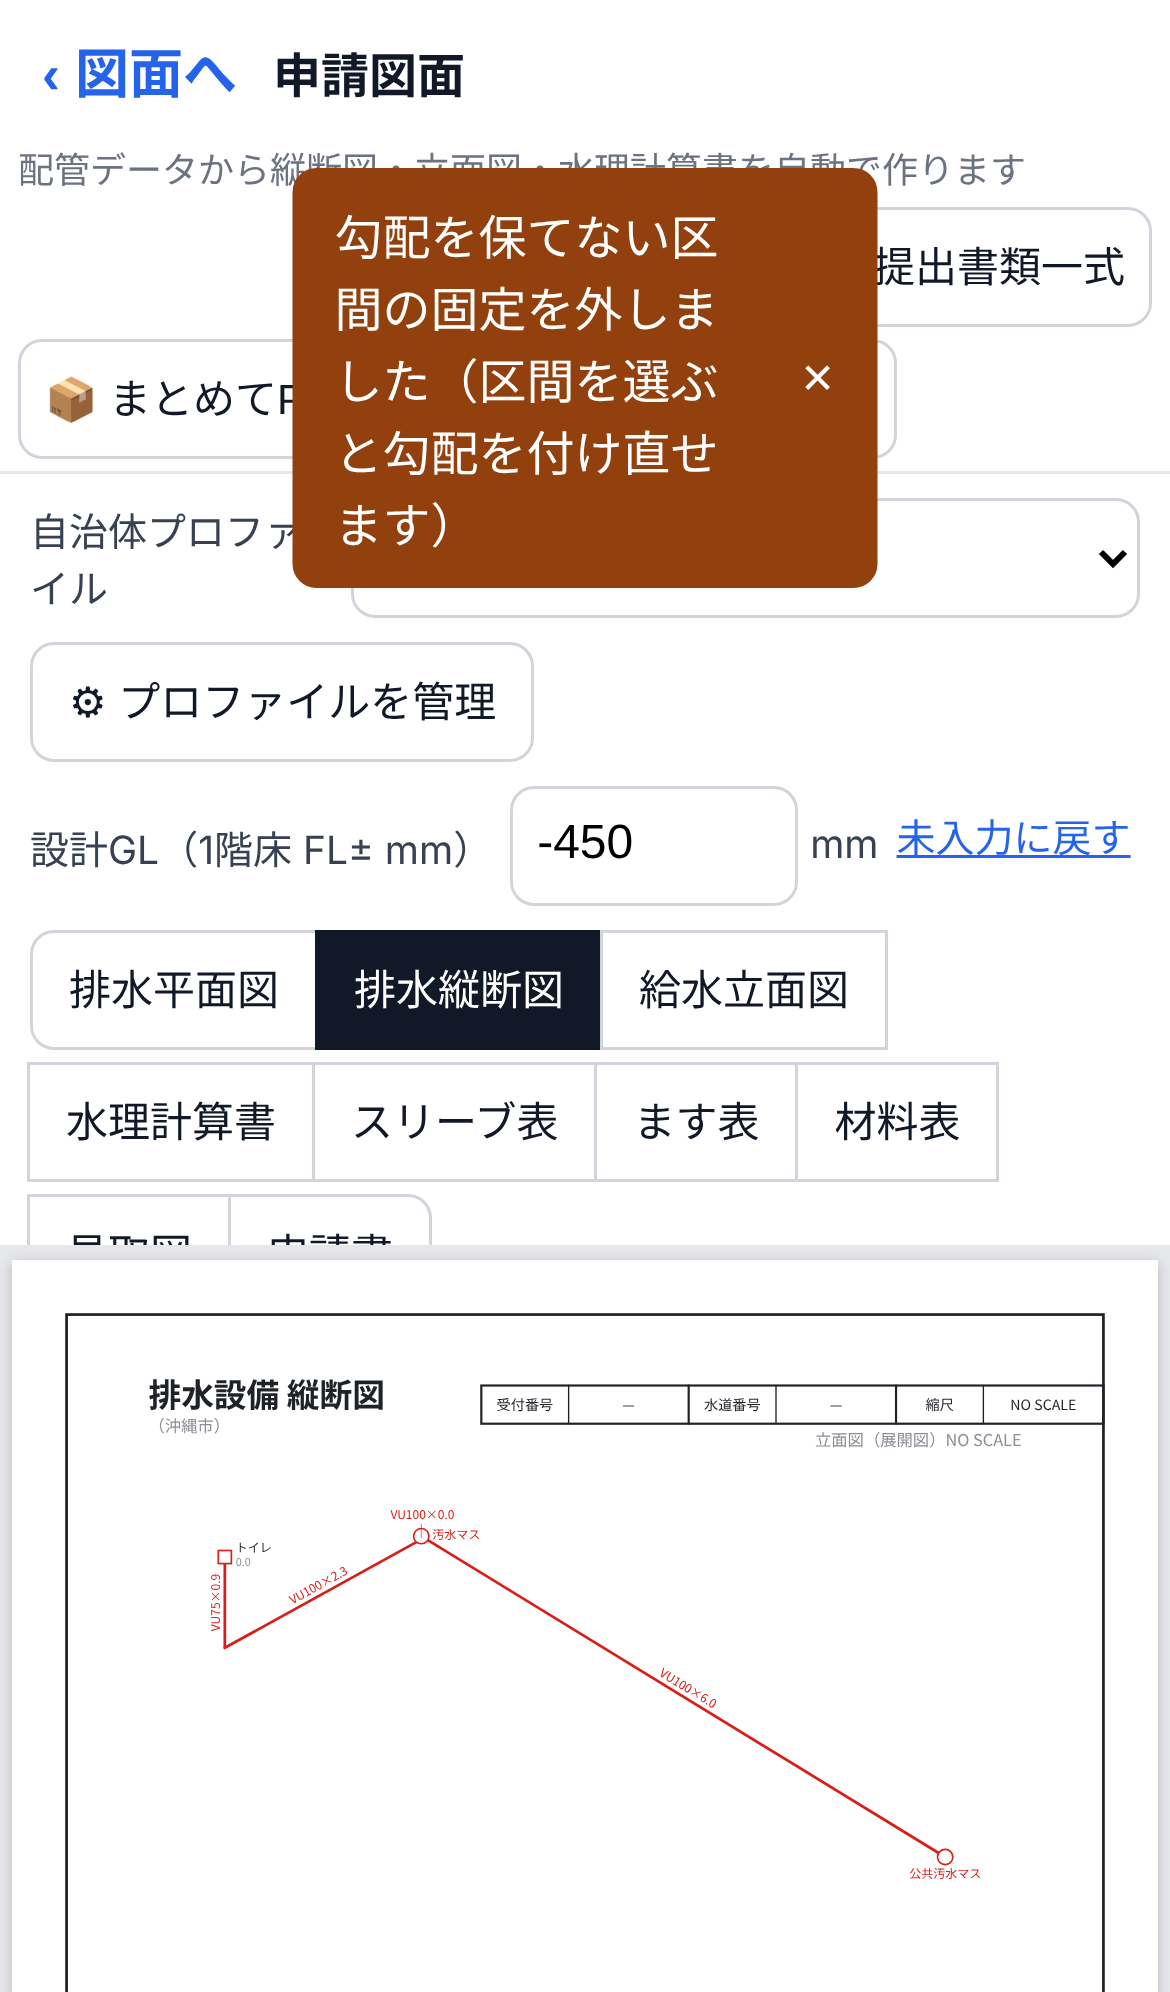 ‹ 図面へ 申請図面
配管データから縦断図・立面図・水理計算書を自動で作ります
勾配を保てない区
間の固定を外しま
した（区間を選ぶ
と勾配を付け直せ
ます）
×
提出書類一式
📦 まとめて
自治体プロファ
イル
⚙ プロファイルを管理
設計GL（1階床 FL± mm） -450 mm 未入力に戻す
排水平面図 排水縦断図 給水立面図
水理計算書 スリーブ表 ます表 材料表
見取図 申請書
排水設備 縦断図
（沖縄市）
受付番号 — 水道番号 — 縮尺 NO SCALE
立面図（展開図）NO SCALE
VU100×0.0
汚水マス
トイレ
0.0
VU75×0.9
VU100×2.3
VU100×6.0
公共汚水マス